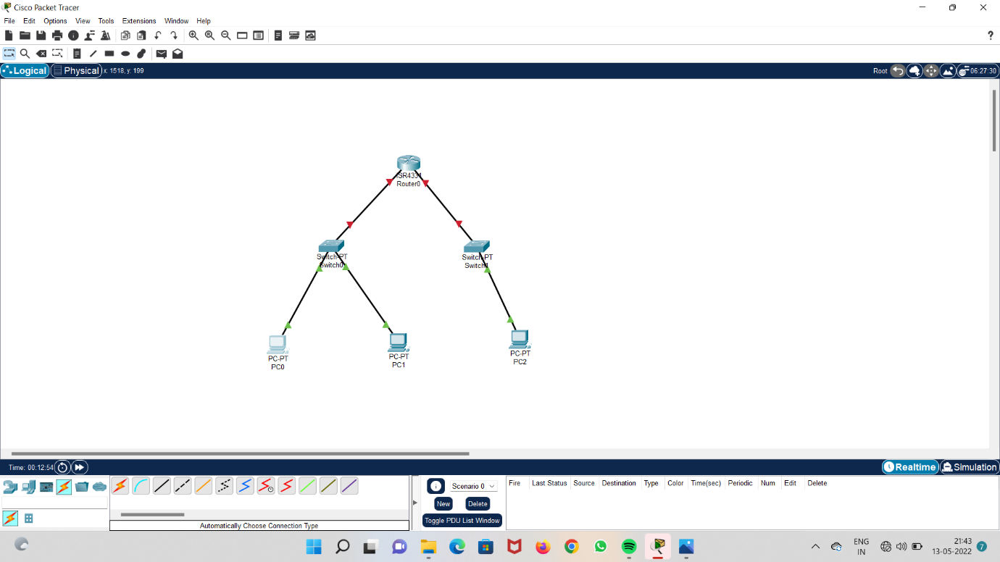 Cisco Packet Tracer
File Edit Options View Tools Extensions Window Help
?
Logical Physical x: 1518, y: 199 Root 06:27:30
ISR4331
Router0
Switch-PT
Switch0
Switch-PT
Switch1
PC-PT
PC0
PC-PT
PC1
PC-PT
PC2
Time: 00:12:54 Realtime Simulation
Scenario 0
New Delete
Toggle PDU List Window
Fire Last Status Source Destination Type Color Time(sec) Periodic Num Edit Delete
Automatically Choose Connection Type
ENG
IN
21:43
13-05-2022
7